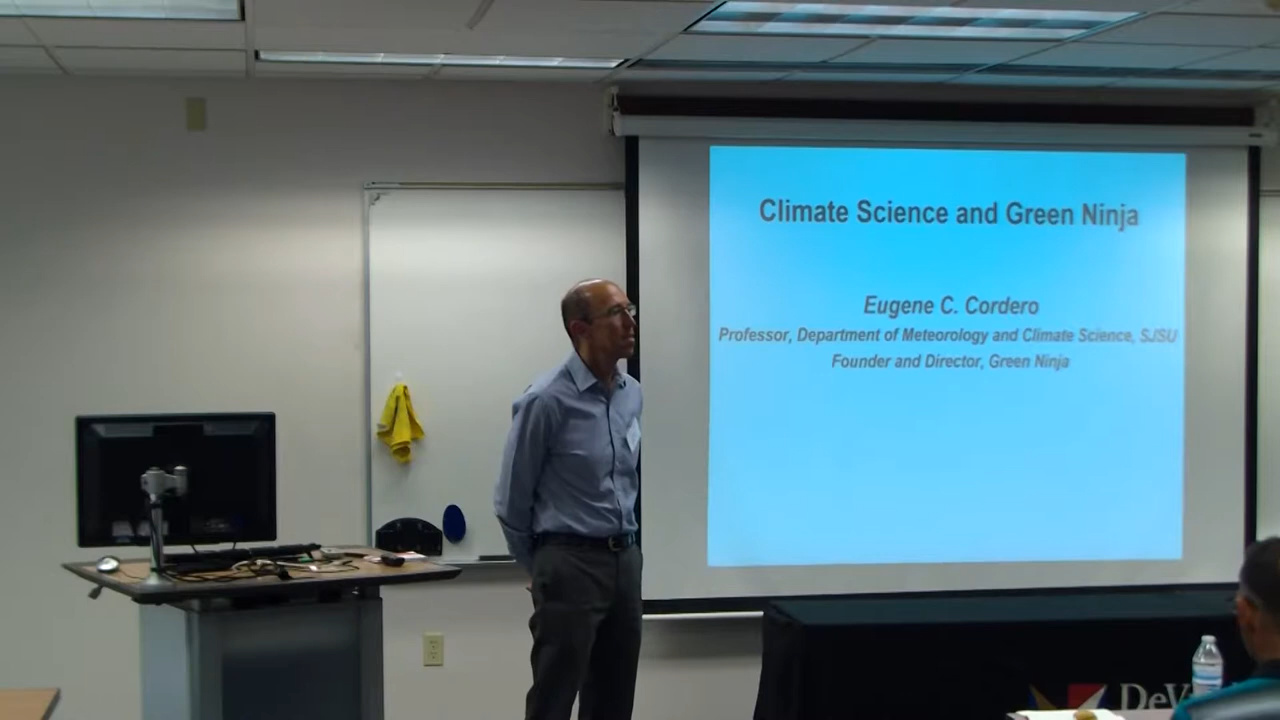 Climate Science and Green Ninja
Eugene C. Cordero
Professor, Department of Meteorology and Climate Science, SJSU
Founder and Director, Green Ninja